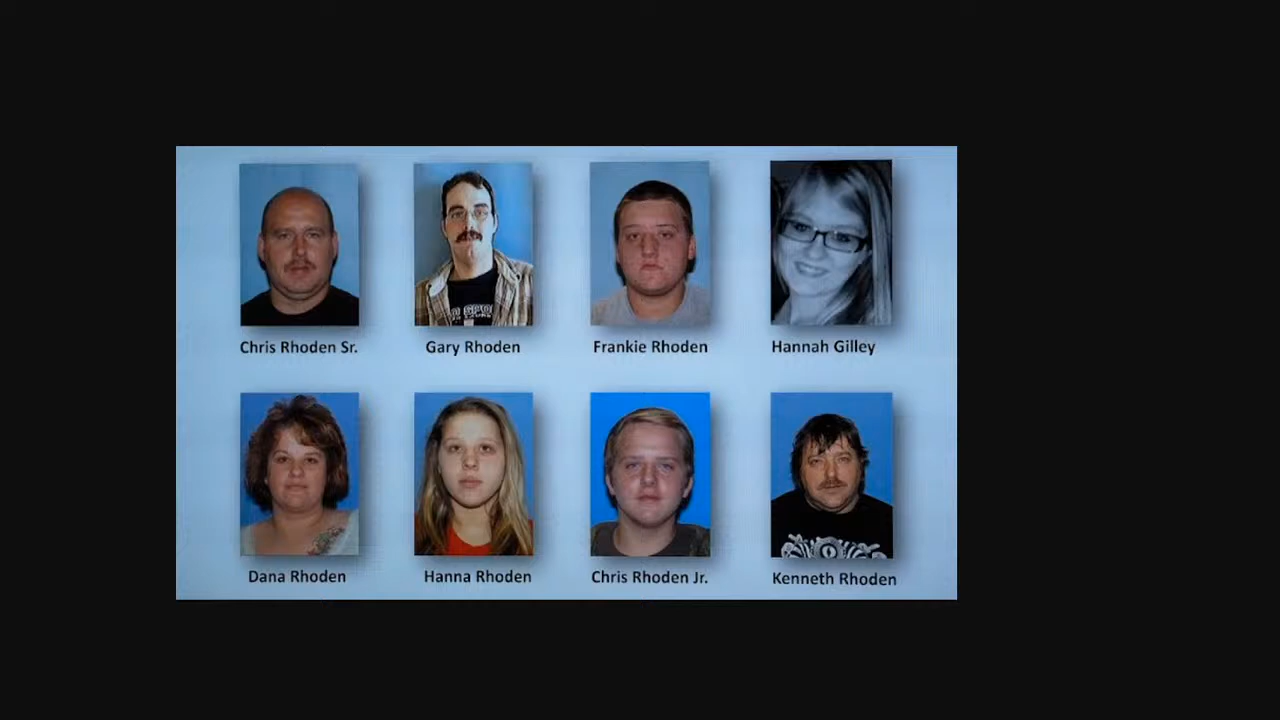 Chris Rhoden Sr.
Gary Rhoden
Frankie Rhoden
Hannah Gilley
Dana Rhoden
Hanna Rhoden
Chris Rhoden Jr.
Kenneth Rhoden